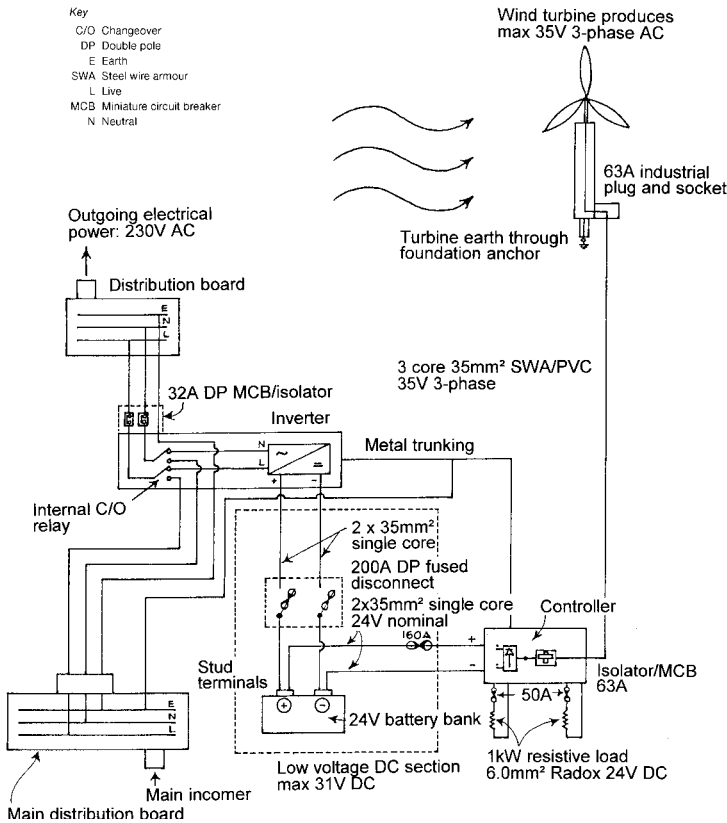 Key
C/O Changeover
DP Double pole
E Earth
SWA Steel wire armour
L Live
MCB Miniature circuit breaker
N Neutral
Wind turbine produces
max 35V 3-phase AC
63A industrial
plug and socket
Turbine earth through
foundation anchor
Outgoing electrical
power: 230V AC
Distribution board
E
N
L
3 core 35mm² SWA/PVC
35V 3-phase
32A DP MCB/isolator
Inverter
N
L
~
=
+
−
Metal trunking
Internal C/O
relay
2 x 35mm²
single core
200A DP fused
disconnect
2x35mm² single core
24V nominal
160A
+
−
Controller
Isolator/MCB
63A
50A
Stud
terminals
+
−
24V battery bank
1kW resistive load
6.0mm² Radox 24V DC
Low voltage DC section
max 31V DC
E
N
L
Main incomer
Main distribution board